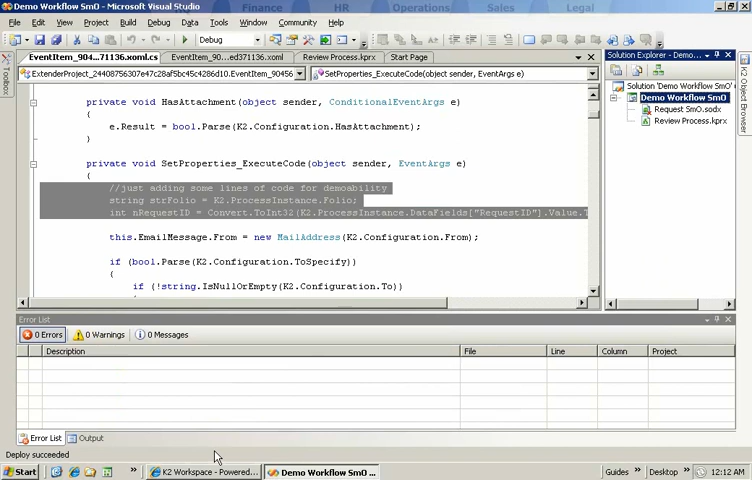 Finance HR Operations Legal
Demo Workflow SmO - Microsoft Visual Studio
File Edit View Project Build Debug Data Tools Window Community Help
Debug
EventItem_904...71136.xoml.cs EventItem_90...ed371136.xoml Review Process.kprx Start Page
ExtenderProject_24408756307e47c28af5bc45c4286d10.EventItem_90456 SetProperties_ExecuteCode(object sender, EventArgs e)
private void HasAttachment(object sender, ConditionalEventArgs e)
{
e.Result = bool.Parse(K2.Configuration.HasAttachment);
}
private void SetProperties_ExecuteCode(object sender, EventArgs e)
{
//just adding some lines of code for demoability
string strFolio = K2.ProcessInstance.Folio;
int nRequestID = Convert.ToInt32(K2.ProcessInstance.DataFields["RequestID"].Value.T
this.EmailMessage.From = new MailAddress(K2.Configuration.From);
if (bool.Parse(K2.Configuration.ToSpecify))
{
if (!string.IsNullOrEmpty(K2.Configuration.To))
Toolbox
Solution Explorer - Demo...
Solution 'Demo Workflow SmO'
Demo Workflow SmO
Request SmO.sodx
Review Process.kprx
K2 Object Browser
Error List
0 Errors 0 Warnings 0 Messages
Description File Line Column Project
Error List Output
Deploy succeeded
Start K2 Workspace - Powered... Demo Workflow SmO ... Guides Desktop 12:12 AM